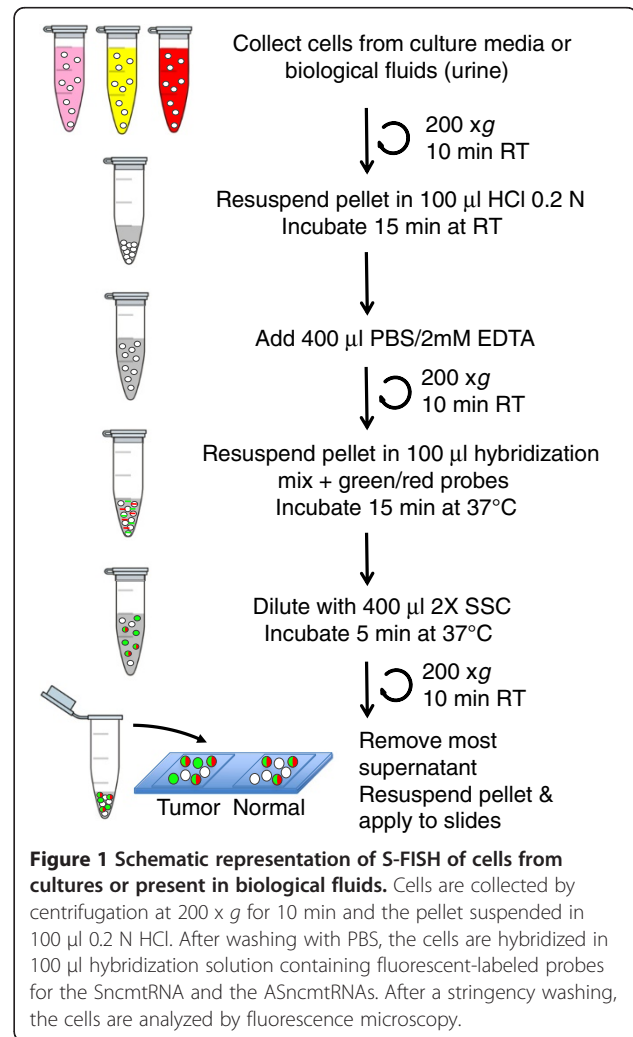 Collect cells from culture media or
biological fluids (urine)
200 xg
10 min RT
Resuspend pellet in 100 µl HCl 0.2 N
Incubate 15 min at RT
Add 400 µl PBS/2mM EDTA
200 xg
10 min RT
Resuspend pellet in 100 µl hybridization
mix + green/red probes
Incubate 15 min at 37°C
Dilute with 400 µl 2X SSC
Incubate 5 min at 37°C
200 xg
10 min RT
Remove most
supernatant
Resuspend pellet &
apply to slides
Tumor Normal
Figure 1 Schematic representation of S-FISH of cells from
cultures or present in biological fluids. Cells are collected by
centrifugation at 200 x g for 10 min and the pellet suspended in
100 µl 0.2 N HCl. After washing with PBS, the cells are hybridized in
100 µl hybridization solution containing fluorescent-labeled probes
for the SncmtRNA and the ASncmtRNAs. After a stringency washing,
the cells are analyzed by fluorescence microscopy.